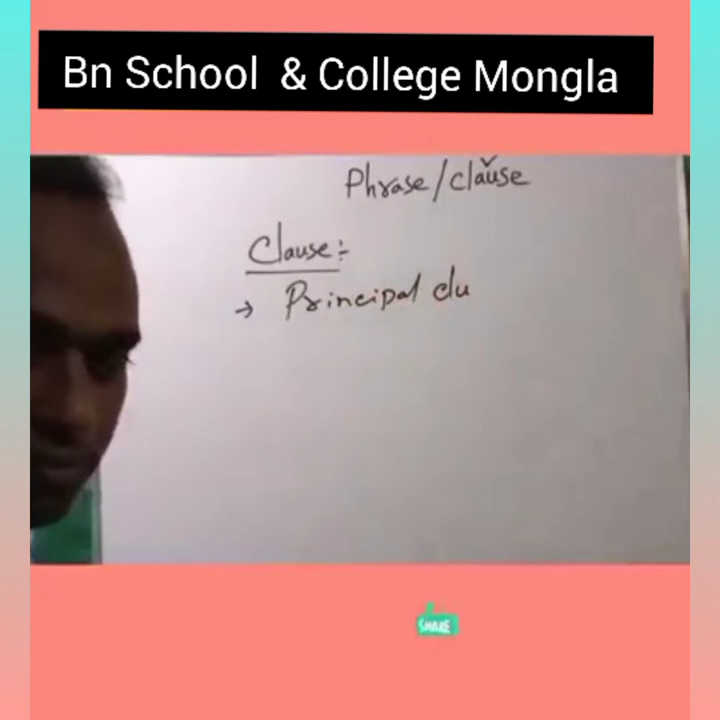 Bn School & College Mongla
Phrase/clause
Clause:-
→ Principal clu
SHARE